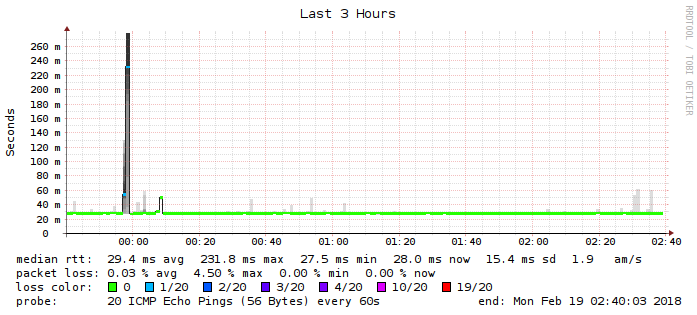 Last 3 Hours
RRDTOOL / TOBI OETIKER
Seconds
260 m
240 m
220 m
200 m
180 m
160 m
140 m
120 m
100 m
80 m
60 m
40 m
20 m
0
00:00 00:20 00:40 01:00 01:20 01:40 02:00 02:20 02:40
median rtt: 29.4 ms avg 231.8 ms max 27.5 ms min 28.0 ms now 15.4 ms sd 1.9 am/s
packet loss: 0.03 % avg 4.50 % max 0.00 % min 0.00 % now
loss color: 0 1/20 2/20 3/20 4/20 10/20 19/20
probe: 20 ICMP Echo Pings (56 Bytes) every 60s end: Mon Feb 19 02:40:03 2018